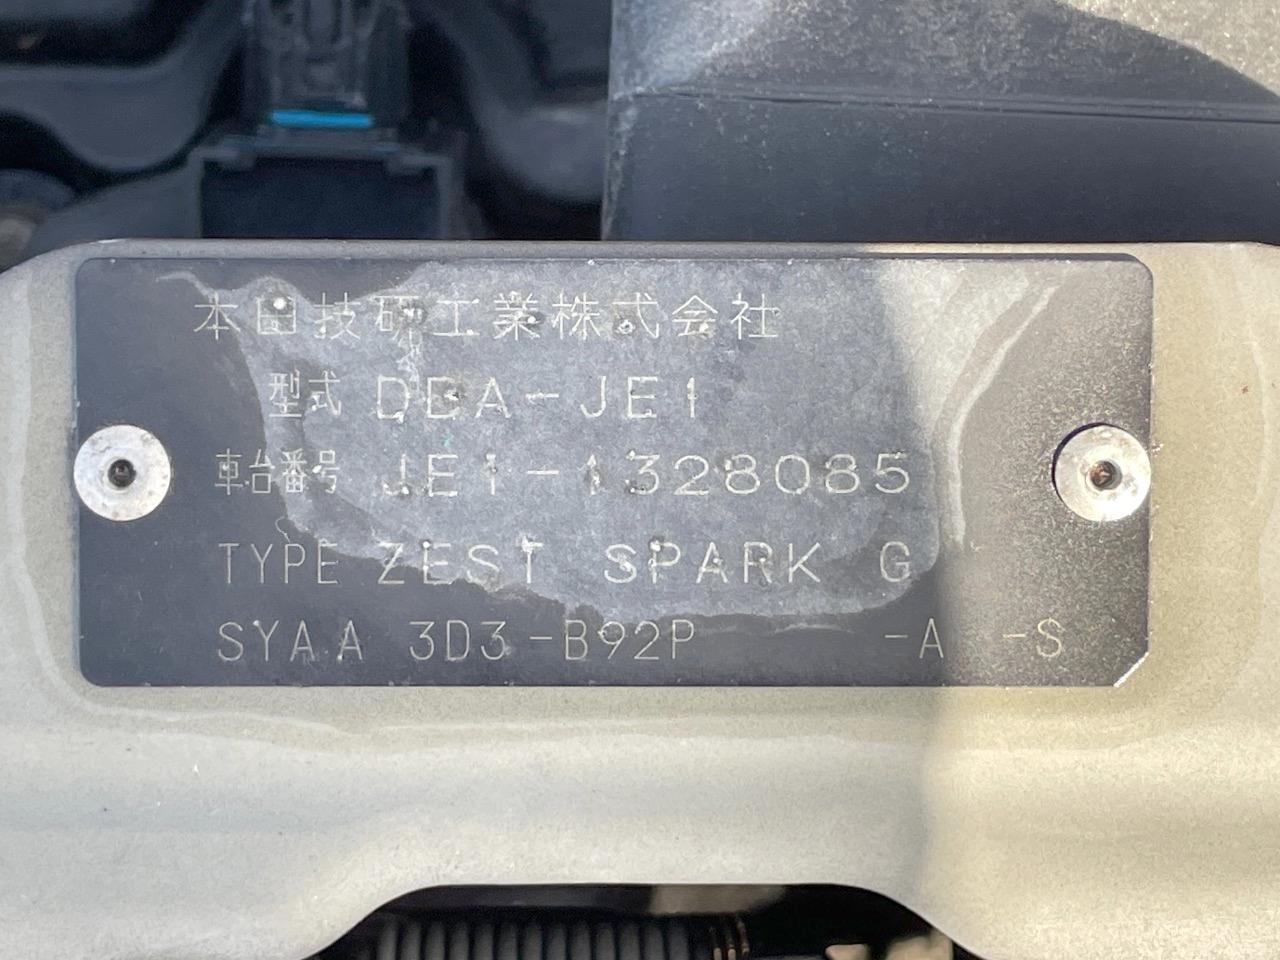 本田技研工業株式会社
型式 DBA-JE1
車台番号 JE1-1328085
TYPE ZEST SPARK G
SYAA 3D3-B92P -A -S